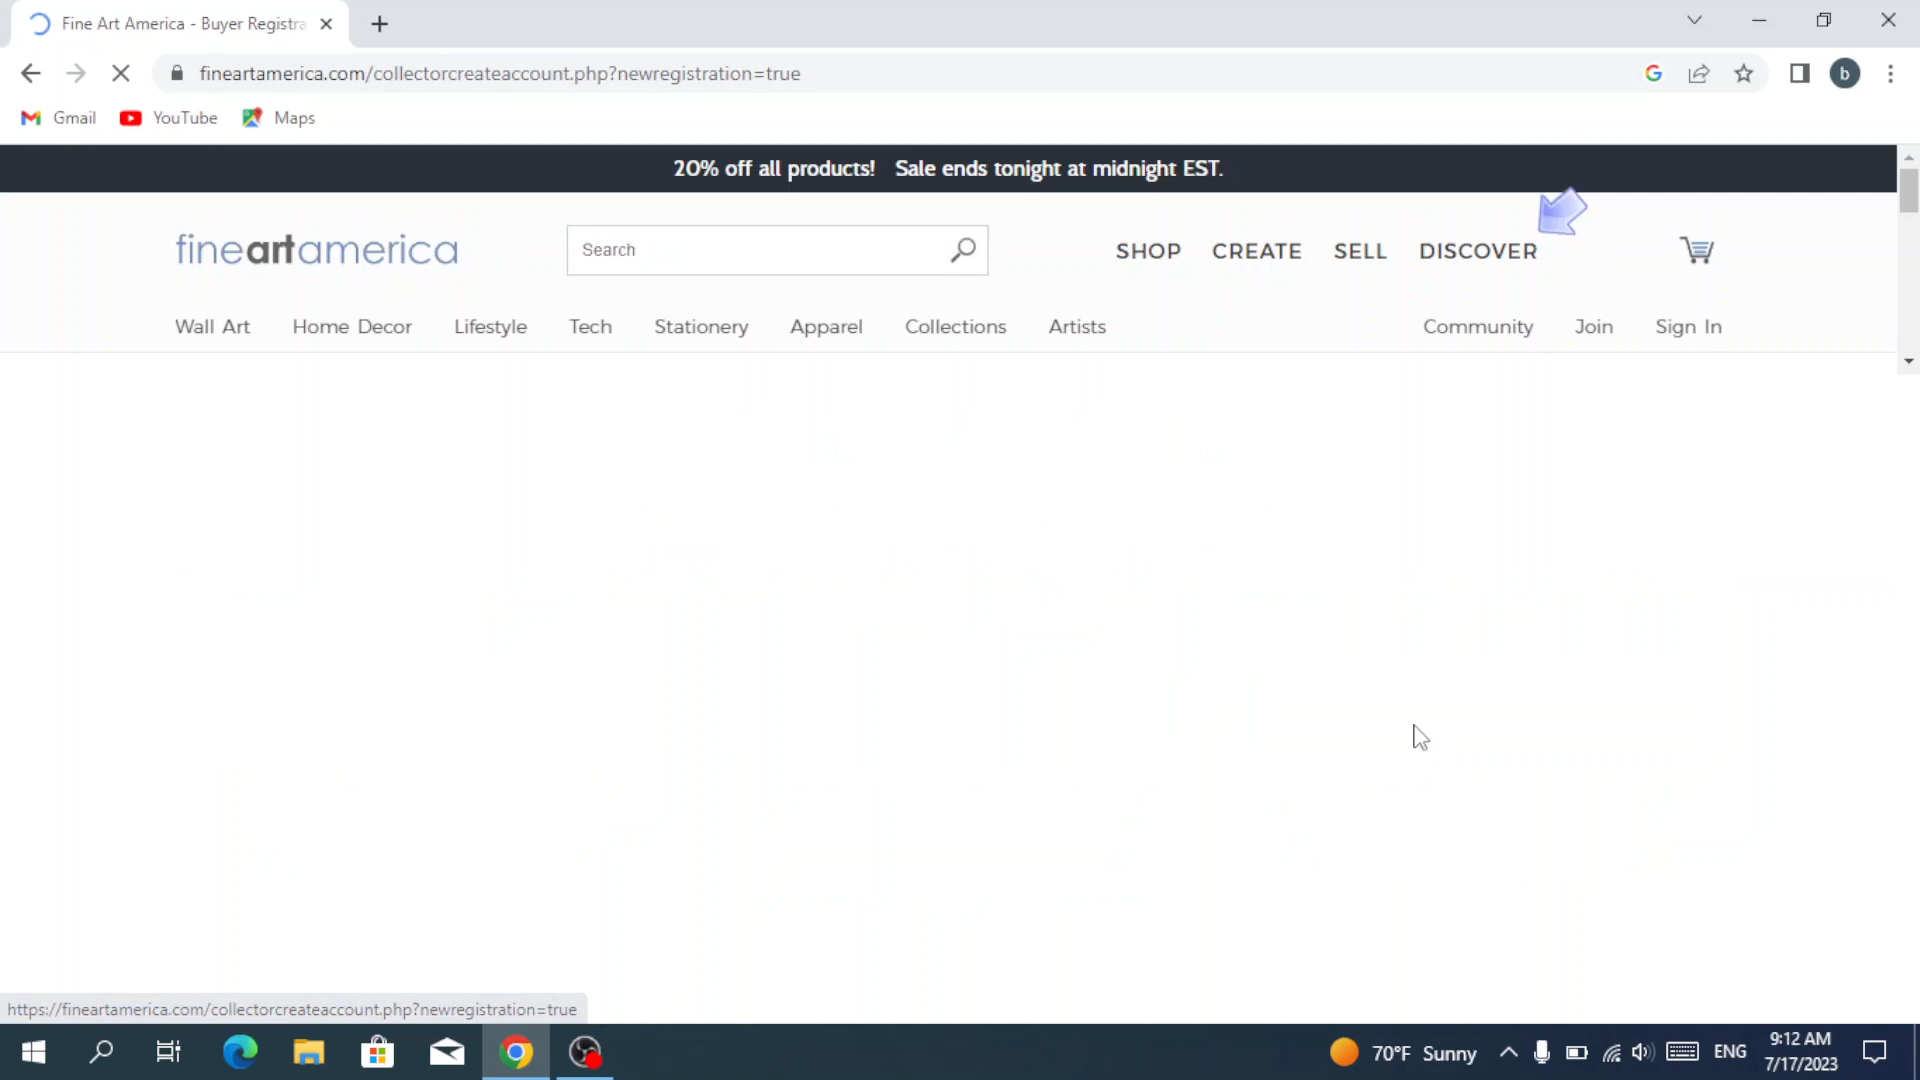 Fine Art America - Buyer Registra
fineartamerica.com/collectorcreateaccount.php?newregistration=true
b
Gmail YouTube Maps
20% off all products! Sale ends tonight at midnight EST.
fineartamerica
Search
SHOP CREATE SELL DISCOVER
Wall Art Home Decor Lifestyle Tech Stationery Apparel Collections Artists Community Join Sign In
https://fineartamerica.com/collectorcreateaccount.php?newregistration=true
70°F Sunny
ENG
9:12 AM
7/17/2023